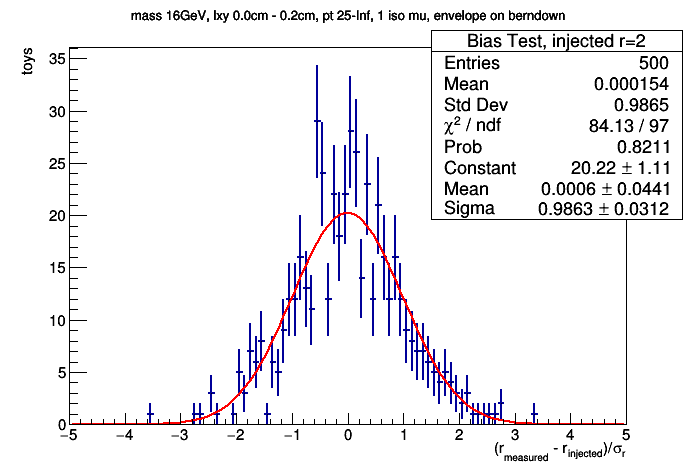 mass 16GeV, lxy 0.0cm - 0.2cm, pt 25-Inf, 1 iso mu, envelope on berndown
Bias Test, injected r=2
Entries 500
Mean 0.000154
Std Dev 0.9865
χ² / ndf 84.13 / 97
Prob 0.8211
Constant 20.22 ± 1.11
Mean 0.0006 ± 0.0441
Sigma 0.9863 ± 0.0312
toys
35
30
25
20
15
10
5
0
−5 −4 −3 −2 −1 0 1 2 3 4 5
(r_measured - r_injected)/σ_r